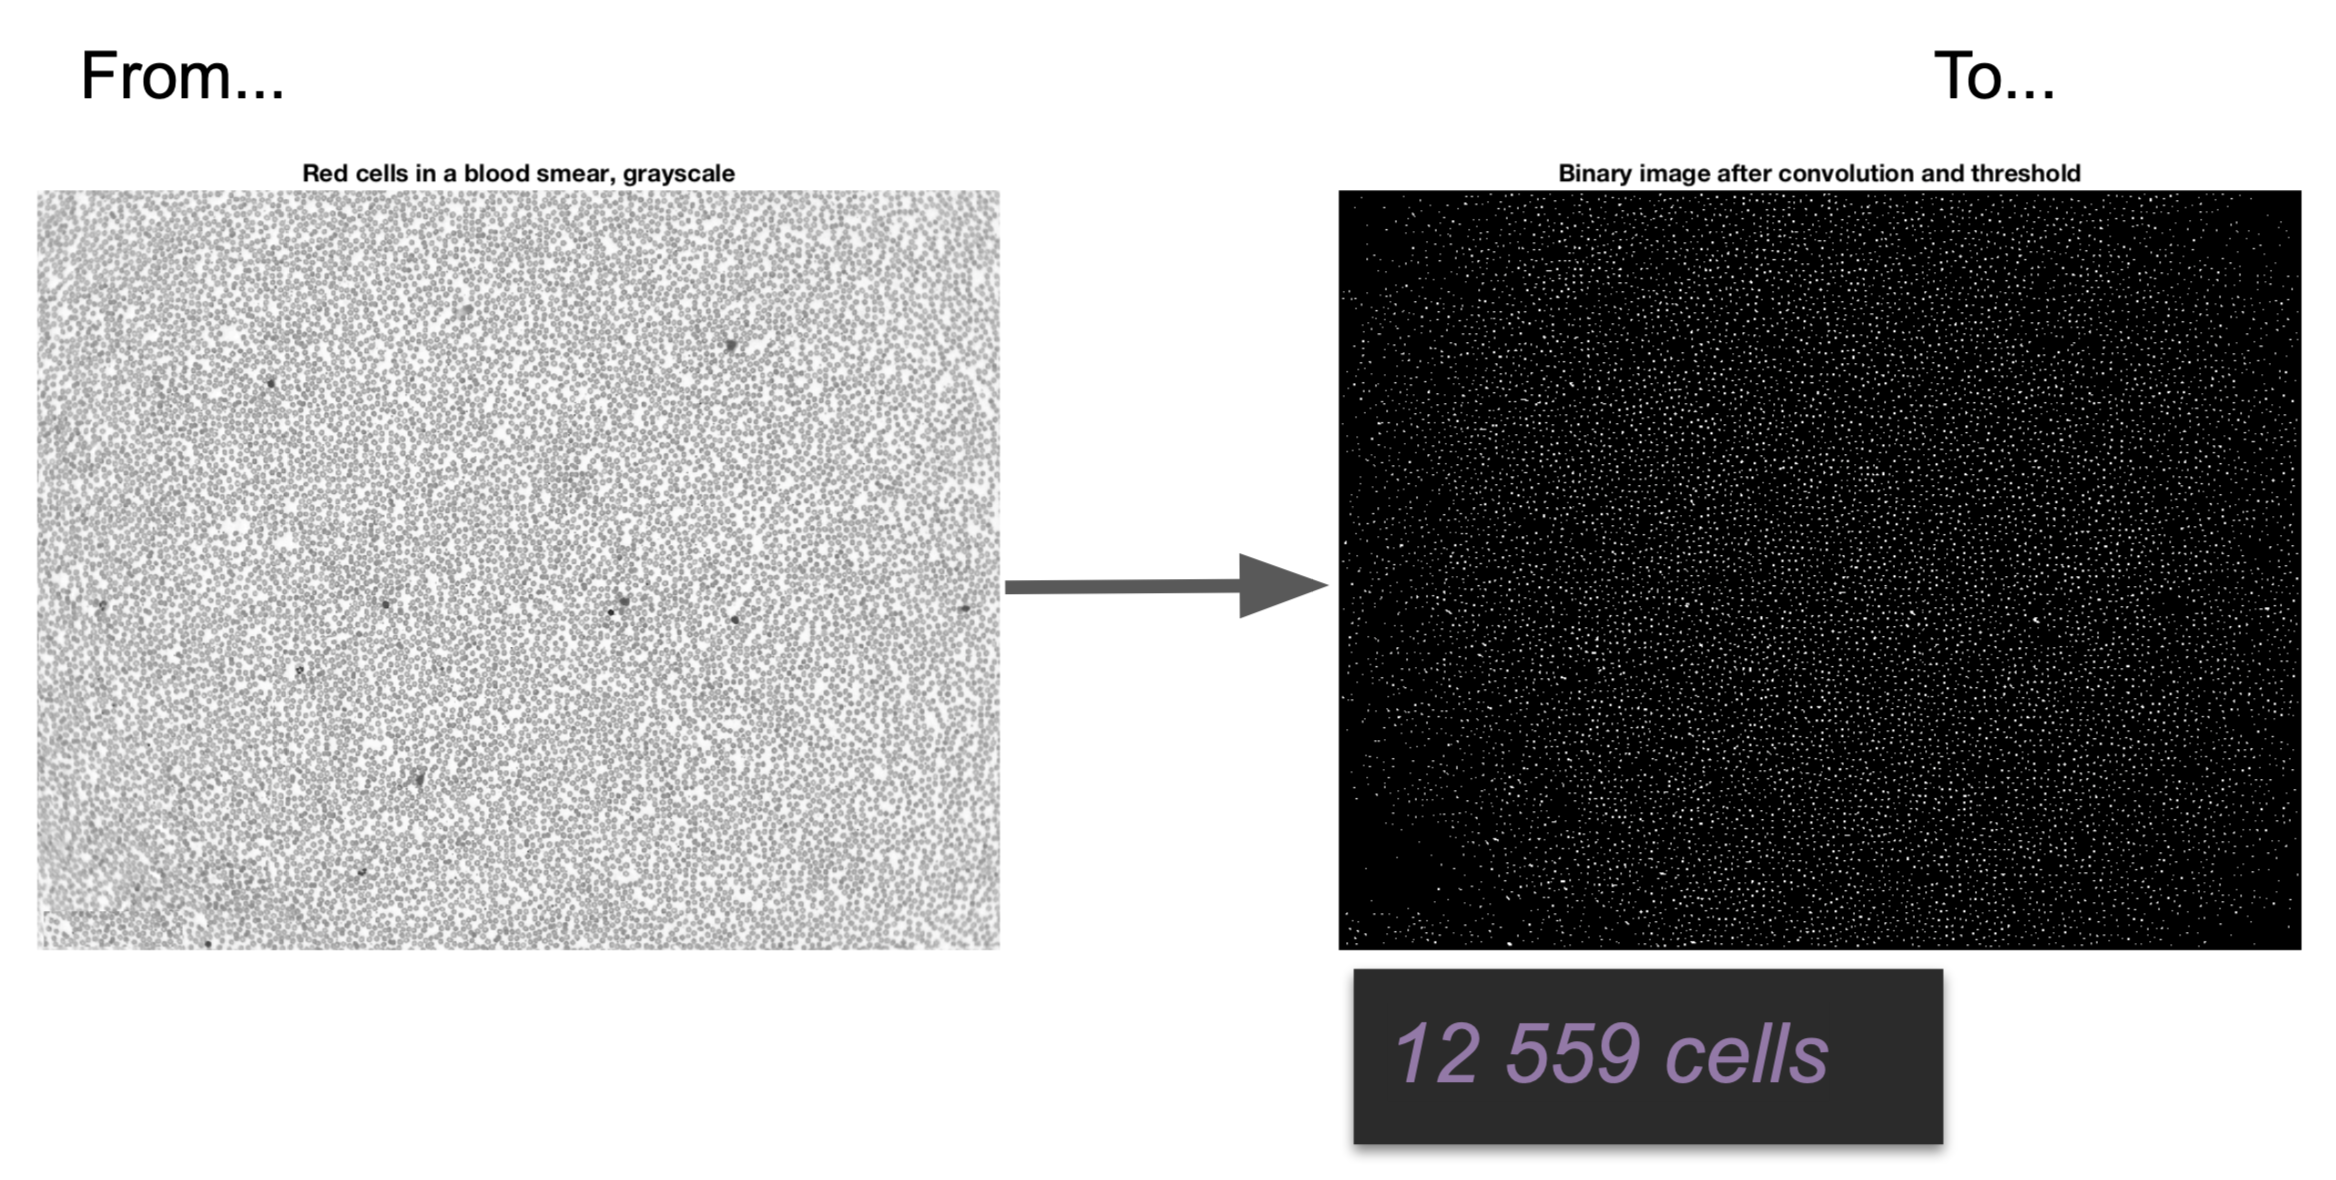 From...
To...
Red cells in a blood smear, grayscale
Binary image after convolution and threshold
12 559 cells